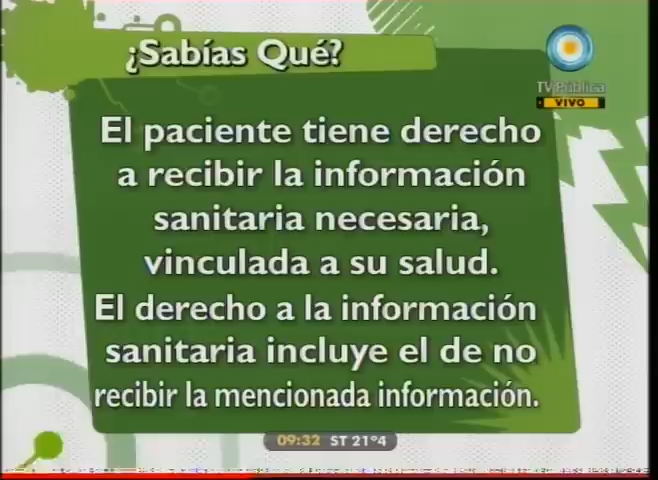 ¿Sabías Qué?
TV Pública
VIVO
El paciente tiene derecho
a recibir la información
sanitaria necesaria,
vinculada a su salud.
El derecho a la información
sanitaria incluye el de no
recibir la mencionada información.
09:32 ST 21°4